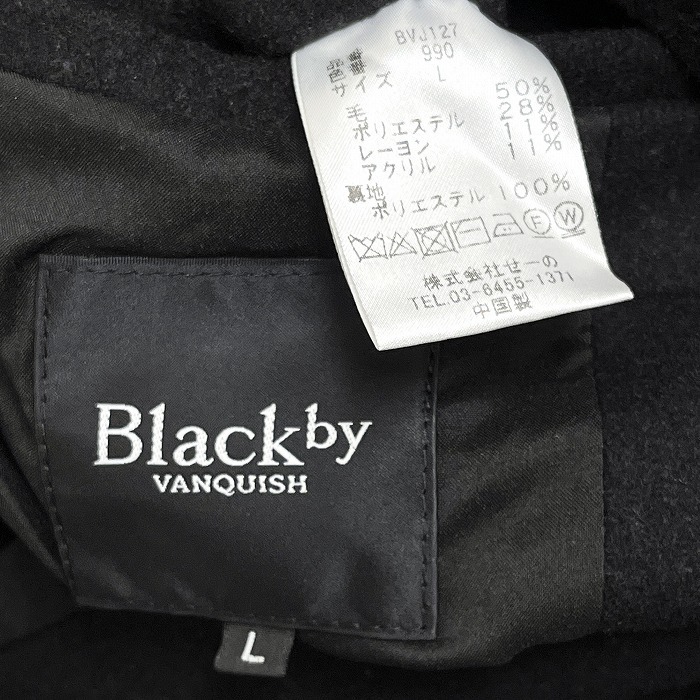 品番 BVJ127
色番 990
サイズ L
毛 50%
ポリエステル 28%
レーヨン 11%
アクリル 11%
裏地
ポリエステル 100%
F W
株式会社せーの
TEL.03-6455-1371
中国製
Blackby
VANQUISH
L